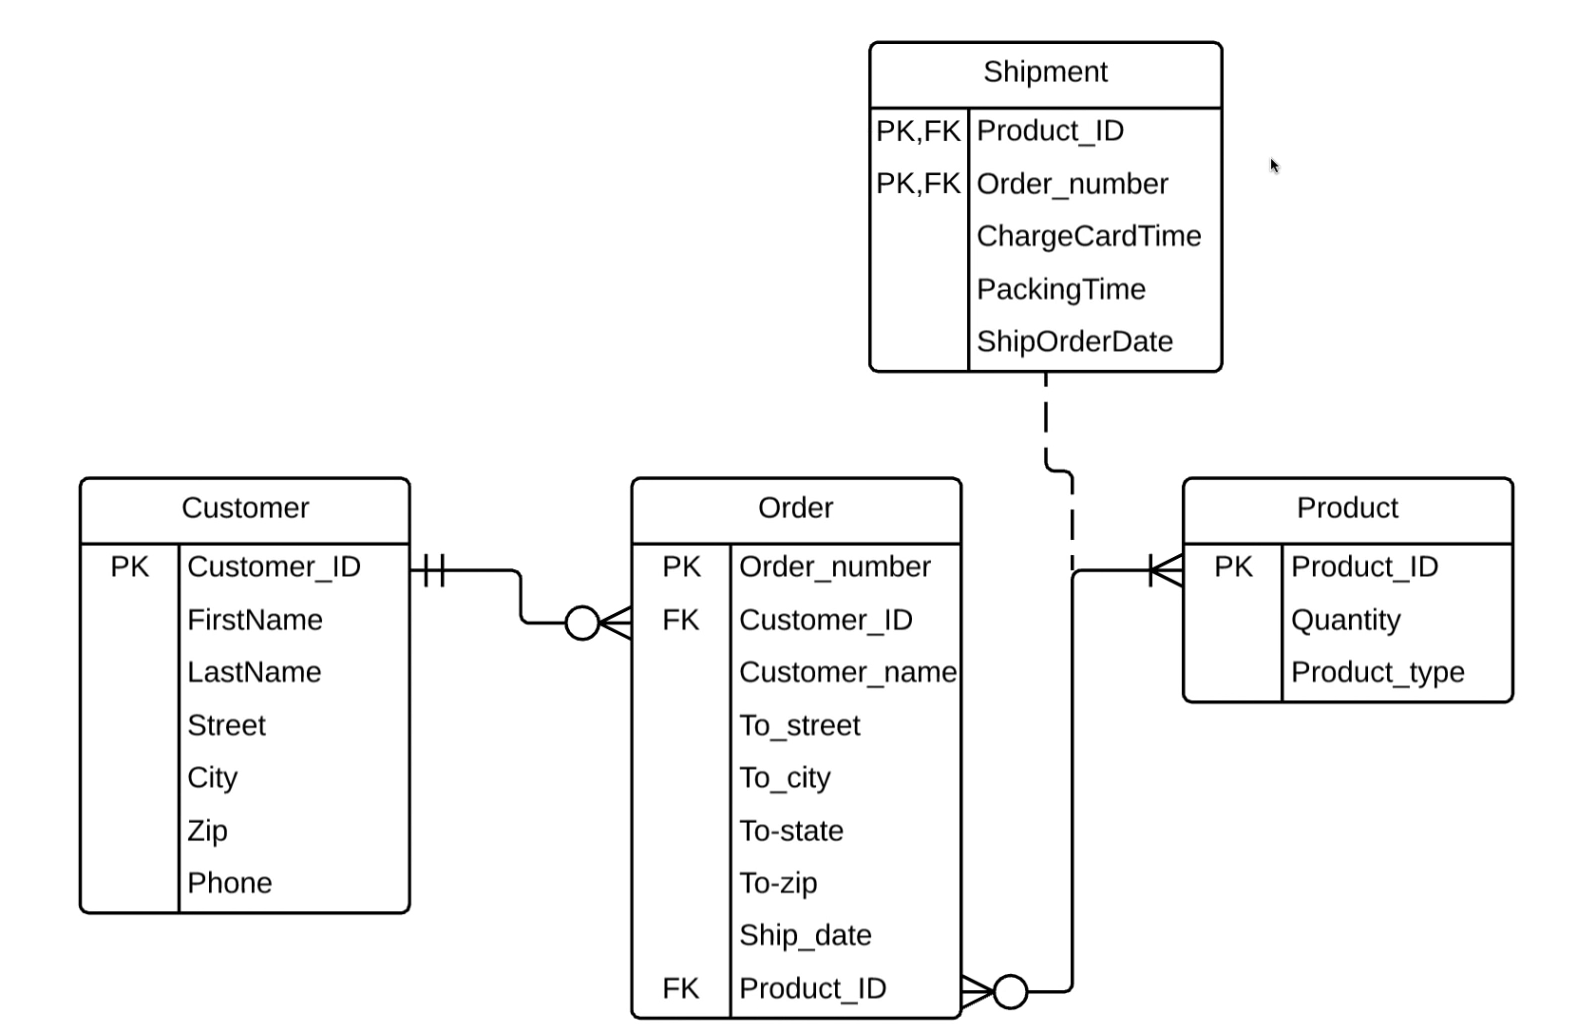 Shipment
PK,FK Product_ID
PK,FK Order_number
ChargeCardTime
PackingTime
ShipOrderDate
Customer
PK Customer_ID
FirstName
LastName
Street
City
Zip
Phone
Order
PK Order_number
FK Customer_ID
Customer_name
To_street
To_city
To-state
To-zip
Ship_date
FK Product_ID
Product
PK Product_ID
Quantity
Product_type